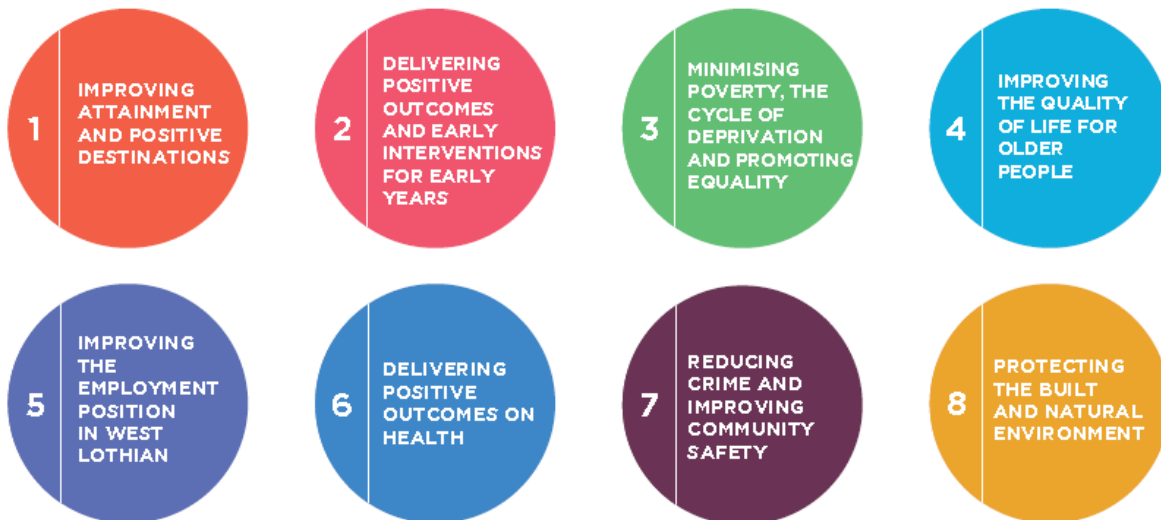 1
IMPROVING
ATTAINMENT
AND POSITIVE
DESTINATIONS
2
DELIVERING
POSITIVE
OUTCOMES
AND EARLY
INTERVENTIONS
FOR EARLY
YEARS
3
MINIMISING
POVERTY, THE
CYCLE OF
DEPRIVATION
AND PROMOTING
EQUALITY
4
IMPROVING
THE QUALITY
OF LIFE FOR
OLDER
PEOPLE
5
IMPROVING
THE
EMPLOYMENT
POSITION
IN WEST
LOTHIAN
6
DELIVERING
POSITIVE
OUTCOMES ON
HEALTH
7
REDUCING
CRIME AND
IMPROVING
COMMUNITY
SAFETY
8
PROTECTING
THE BUILT
AND NATURAL
ENVIRONMENT